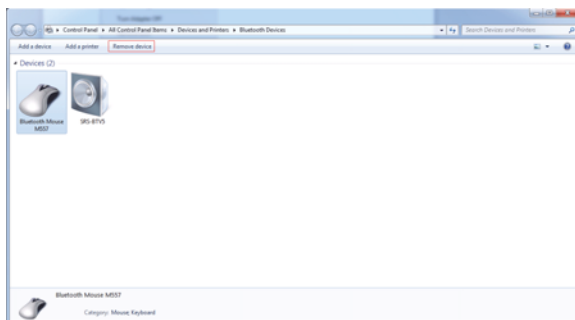 Control Panel ▸ All Control Panel Items ▸ Devices and Printers ▸ Bluetooth Devices
Search Devices and Printers
Add a device Add a printer Remove device
Devices (2)
Bluetooth Mouse M557
SRS-BTV5
Bluetooth Mouse M557
Category: Mouse, Keyboard